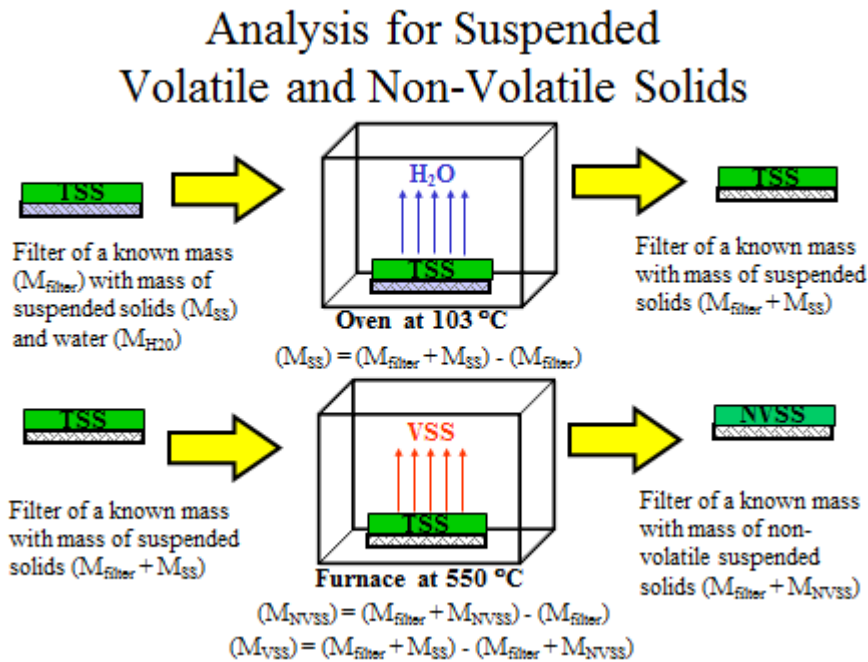 Analysis for Suspended
Volatile and Non-Volatile Solids
TSS
H₂O
TSS
TSS
Filter of a known mass
(M_filter) with mass of
suspended solids (M_SS)
and water (M_H20)
Oven at 103 °C
Filter of a known mass
with mass of suspended
solids (M_filter + M_SS)
(M_SS) = (M_filter + M_SS) - (M_filter)
TSS
VSS
TSS
NVSS
Filter of a known mass
with mass of suspended
solids (M_filter + M_SS)
Furnace at 550 °C
Filter of a known mass
with mass of non-
volatile suspended
solids (M_filter + M_NVSS)
(M_NVSS) = (M_filter + M_NVSS) - (M_filter)
(M_VSS) = (M_filter + M_SS) - (M_filter + M_NVSS)